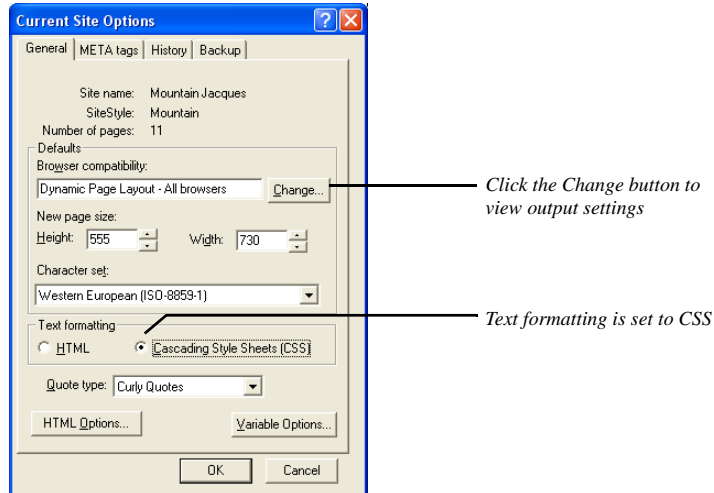 Current Site Options
General META tags History Backup
Site name: Mountain Jacques
SiteStyle: Mountain
Number of pages: 11
Defaults
Browser compatibility:
Dynamic Page Layout - All browsers Change...
Click the Change button to
view output settings
New page size:
Height: 555 Width: 730
Character set:
Western European (ISO-8859-1)
Text formatting is set to CSS
Text formatting
HTML Cascading Style Sheets (CSS)
Quote type: Curly Quotes
HTML Options... Variable Options...
OK Cancel